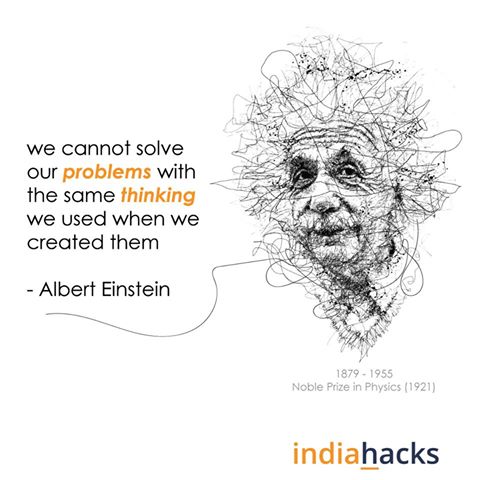 we cannot solve
our problems with
the same thinking
we used when we
created them
- Albert Einstein
1879 - 1955
Noble Prize in Physics (1921)
indiahacks